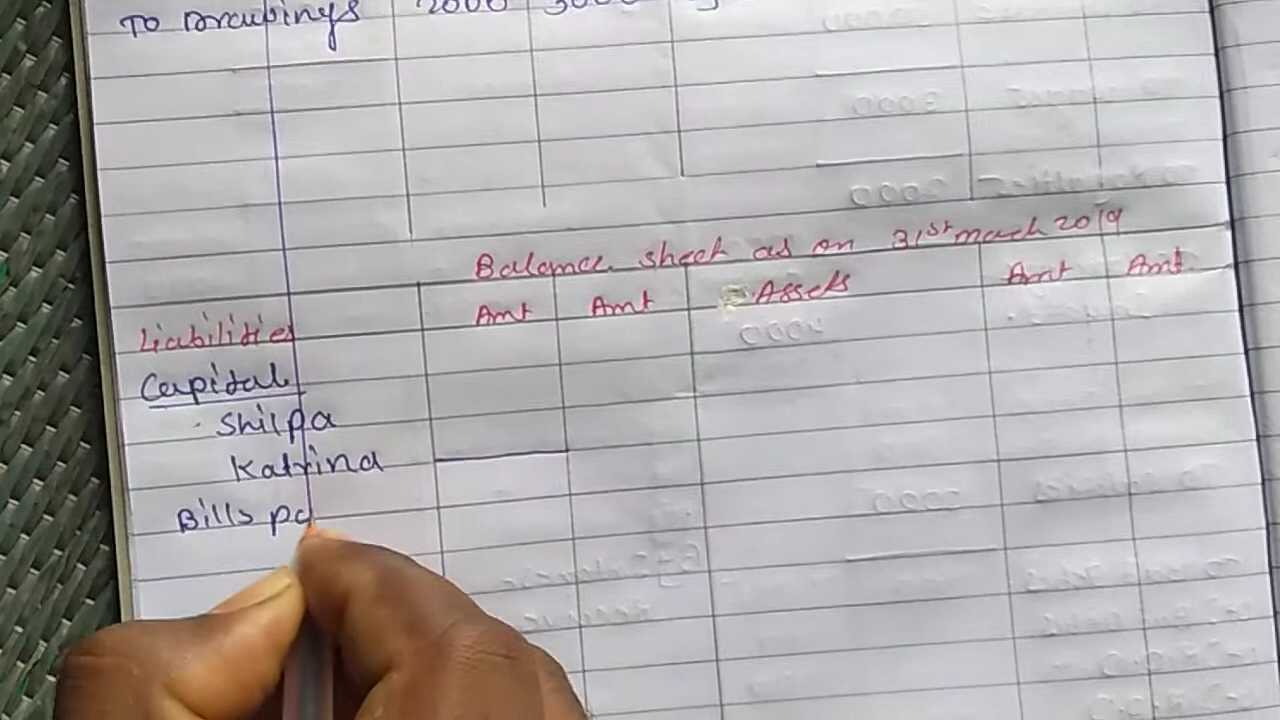 To Drawings 2000 3000
Balance sheet as on 31st march 2019
Liabilities Amt Amt Assets Amt Amt
Capital
Shilpa
Katrina
Bills pa